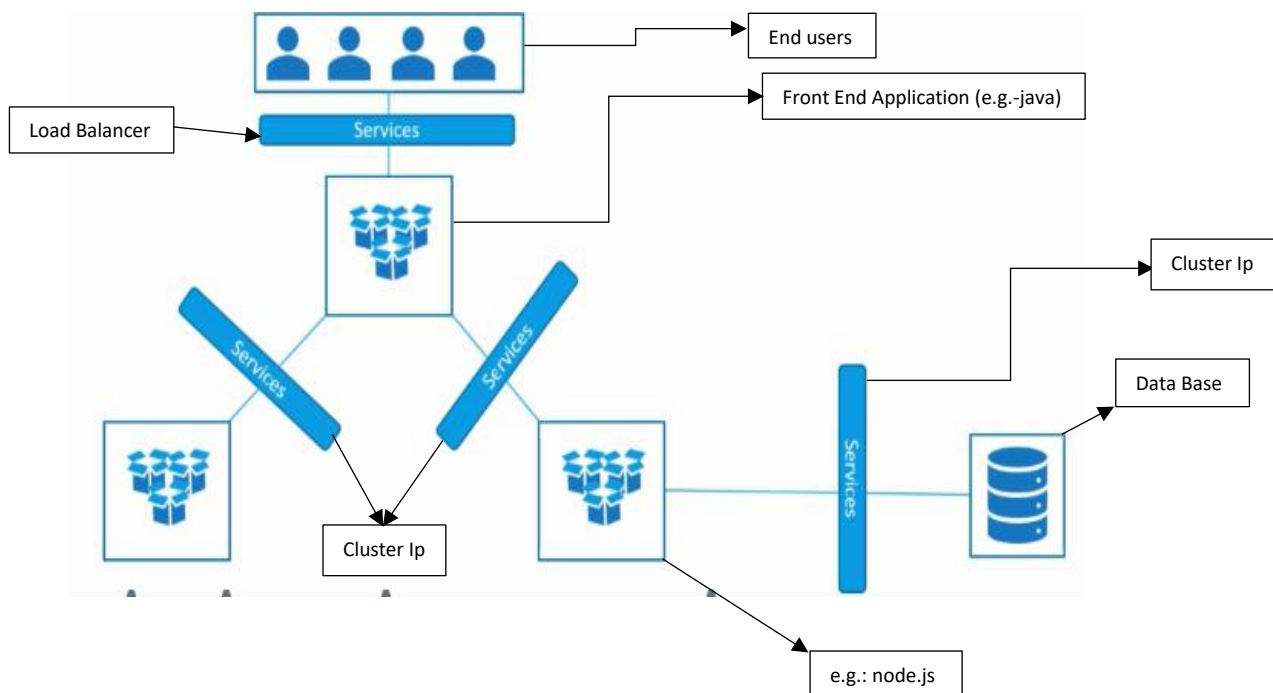 End users
Front End Application (e.g.-java)
Load Balancer
Services
Cluster Ip
Services
Services
Data Base
Services
Cluster Ip
e.g.: node.js